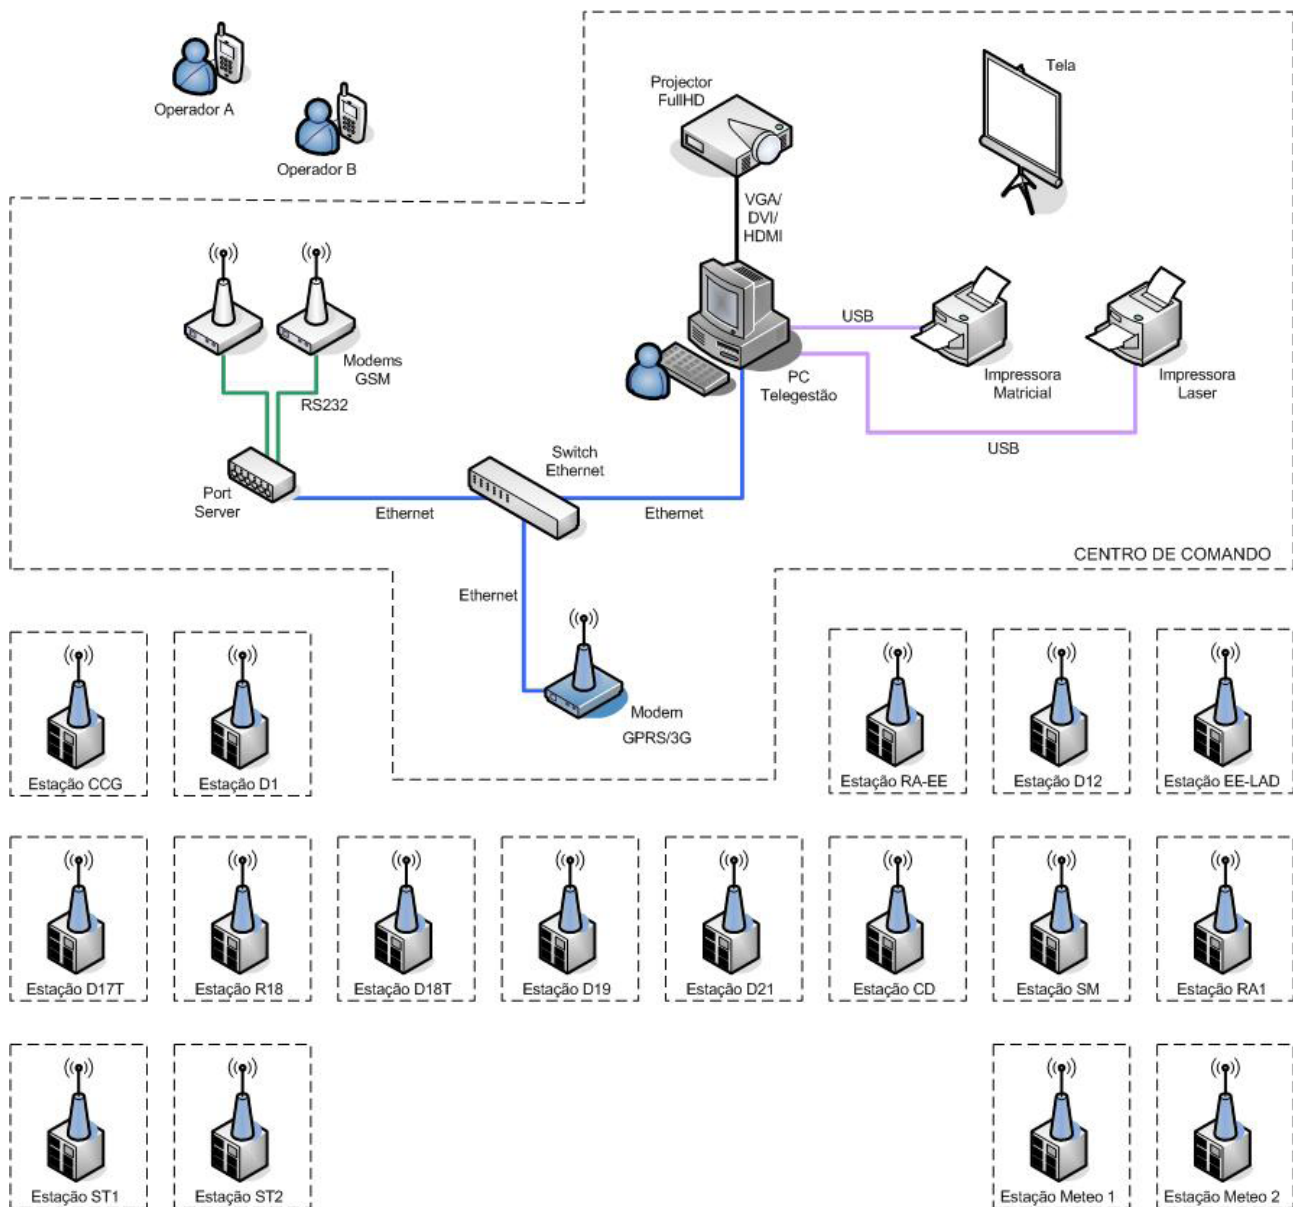 Operador A
Operador B
Projector
FullHD
Tela
VGA/
DVI/
HDMI
Modems
GSM
RS232
USB
PC
Telegestão
Impressora
Matricial
Impressora
Laser
USB
Port
Server
Switch
Ethernet
Ethernet
Ethernet
CENTRO DE COMANDO
Ethernet
Modem
GPRS/3G
Estação CCG
Estação D1
Estação RA-EE
Estação D12
Estação EE-LAD
Estação D17T
Estação R18
Estação D18T
Estação D19
Estação D21
Estação CD
Estação SM
Estação RA1
Estação ST1
Estação ST2
Estação Meteo 1
Estação Meteo 2